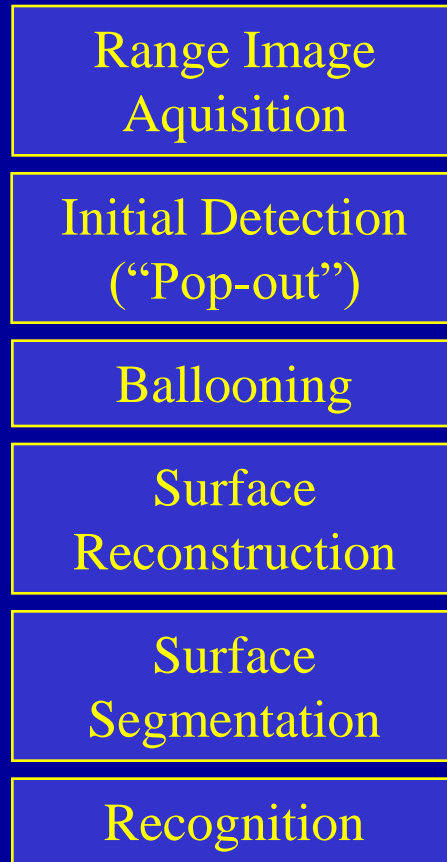 Range Image
Aquisition
Initial Detection
(“Pop-out”)
Ballooning
Surface
Reconstruction
Surface
Segmentation
Recognition